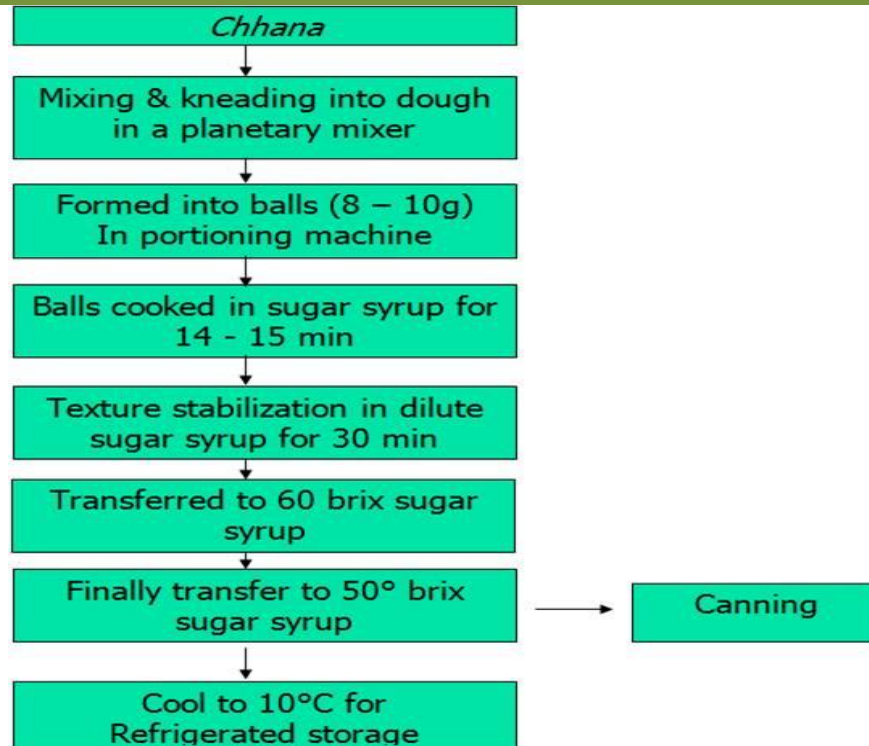 Chhana
Mixing & kneading into dough
in a planetary mixer
Formed into balls (8 – 10g)
In portioning machine
Balls cooked in sugar syrup for
14 - 15 min
Texture stabilization in dilute
sugar syrup for 30 min
Transferred to 60 brix sugar
syrup
Finally transfer to 50° brix
sugar syrup
Canning
Cool to 10°C for
Refrigerated storage